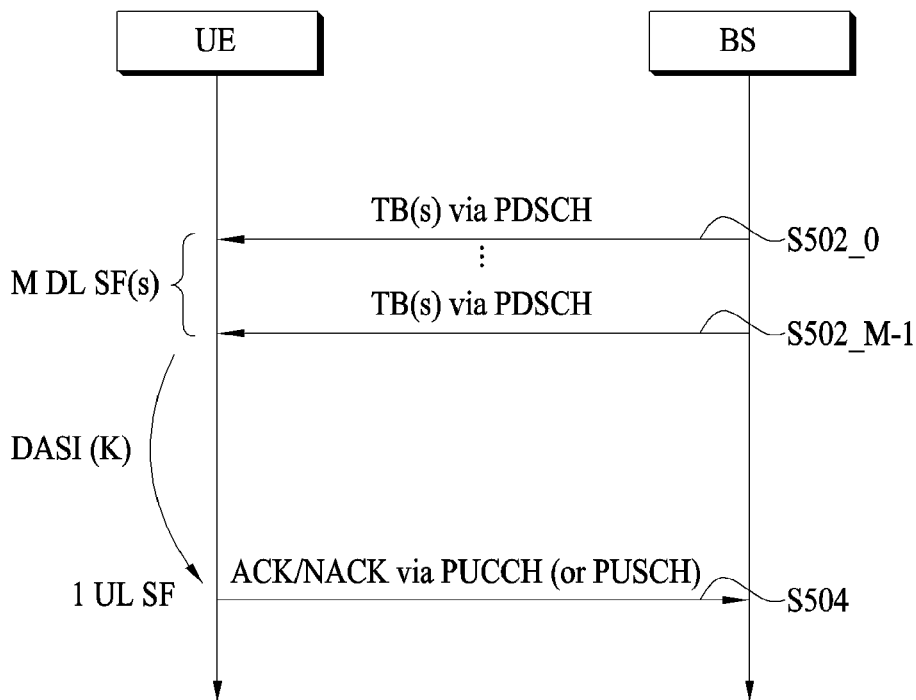 UE
BS
TB(s) via PDSCH
S502_0
⋮
M DL SF(s)
TB(s) via PDSCH
S502_M-1
DASI (K)
ACK/NACK via PUCCH (or PUSCH)
1 UL SF
S504